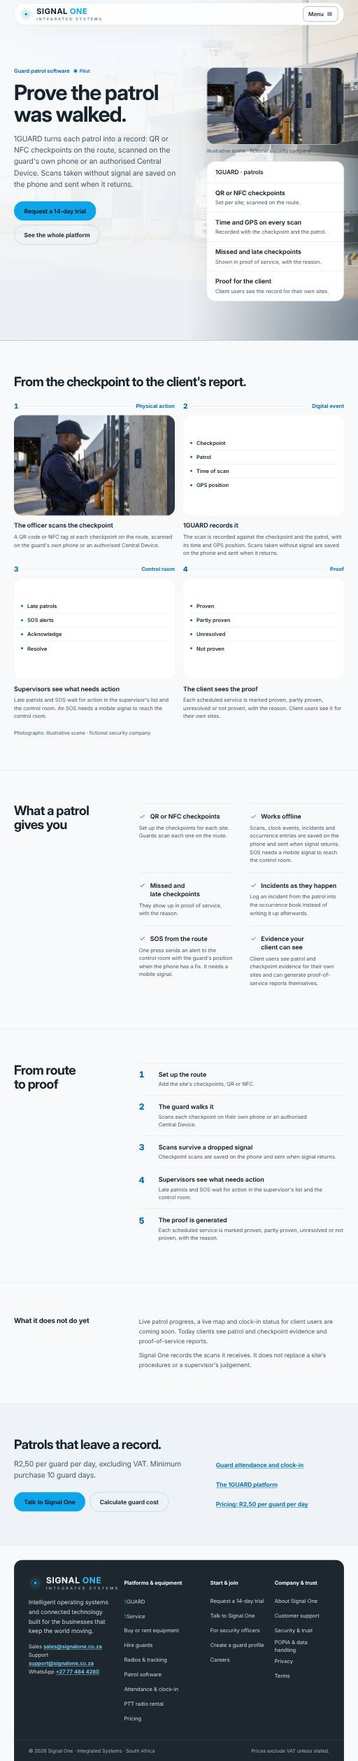 SIGNAL ONE
INTEGRATED SYSTEMS
Menu
Guard patrol software
Pilot
Prove the patrol
was walked.
1GUARD turns each patrol into a record: QR or
NFC checkpoints on the route, scanned on the
guard's own phone or an authorised Central
Device. Scans taken without signal are saved on
the phone and sent when it returns.
Request a 14-day trial
See the whole platform
Illustrative scene · fictional security company
1GUARD · patrols
QR or NFC checkpoints
Set per site, scanned on the route.
Time and GPS on every scan
Recorded with the checkpoint and the patrol.
Missed and late checkpoints
Shown in proof of service, with the reason.
Proof for the client
Client users see the record for their own sites.
From the checkpoint to the client's report.
1
Physical action
2
Digital event
Checkpoint
Patrol
Time of scan
GPS position
The officer scans the checkpoint
A QR code or NFC tag at each checkpoint on the route, scanned
on the guard's own phone or an authorised Central Device.
1GUARD records it
The scan is recorded against the checkpoint and the patrol, with
its time and GPS position. Scans taken without signal are saved
on the phone and sent when it returns.
3
Control room
4
Proof
Late patrols
SOS alerts
Acknowledge
Resolve
Proven
Partly proven
Unresolved
Not proven
Supervisors see what needs action
Late patrols and SOS wait for action in the supervisor's list and
the control room. An SOS needs a mobile signal to reach the
control room.
The client sees the proof
Each scheduled service is marked proven, partly proven,
unresolved or not proven, with the reason. Client users see it for
their own sites.
Photographs: illustrative scene · fictional security company
What a patrol
gives you
QR or NFC checkpoints
Set up the checkpoints for each site.
Guards scan each one on the route.
Works offline
Scans, clock events, incidents and
occurrence entries are saved on the
phone and sent when signal returns.
SOS needs a mobile signal to reach
the control room.
Missed and
late checkpoints
They show up in proof of service,
with the reason.
Incidents as they happen
Log an incident from the patrol into
the occurrence book instead of
writing it up afterwards.
SOS from the route
One press sends an alert to the
control room with the guard's position
when the phone has a fix. It needs a
mobile signal.
Evidence your
client can see
Client users see patrol and
checkpoint evidence for their own
sites and can generate proof-of-
service reports themselves.
From route
to proof
1
Set up the route
Add the site's checkpoints, QR or NFC.
2
The guard walks it
Scans each checkpoint on their own phone or an authorised
Central Device.
3
Scans survive a dropped signal
Checkpoint scans are saved on the phone and sent when signal returns.
4
Supervisors see what needs action
Late patrols and SOS wait for action in the supervisor's list and the
control room.
5
The proof is generated
Each scheduled service is marked proven, partly proven, unresolved or not
proven, with the reason.
What it does not do yet
Live patrol progress, a live map and clock-in status for client users are
coming soon. Today clients see patrol and checkpoint evidence and
proof-of-service reports.
Signal One records the scans it receives. It does not replace a site's
procedures or a supervisor's judgement.
Patrols that leave a record.
R2,50 per guard per day, excluding VAT. Minimum
purchase 10 guard days.
Talk to Signal One
Calculate guard cost
Guard attendance and clock-in
The 1GUARD platform
Pricing: R2,50 per guard per day
SIGNAL ONE
INTEGRATED SYSTEMS
Intelligent operating systems
and connected technology
built for the businesses that
keep the world moving.
Sales sales@signalone.co.za
Support
support@signalone.co.za
WhatsApp +27 77 464 4280
Platforms & equipment
1GUARD
1Service
Buy or rent equipment
Hire guards
Radios & tracking
Patrol software
Attendance & clock-in
PTT radio rental
Pricing
Start & join
Request a 14-day trial
Talk to Signal One
For security officers
Create a guard profile
Careers
Company & trust
About Signal One
Customer support
Security & trust
POPIA & data
handling
Privacy
Terms
© 2026 Signal One · Integrated Systems · South Africa
Prices exclude VAT unless stated.